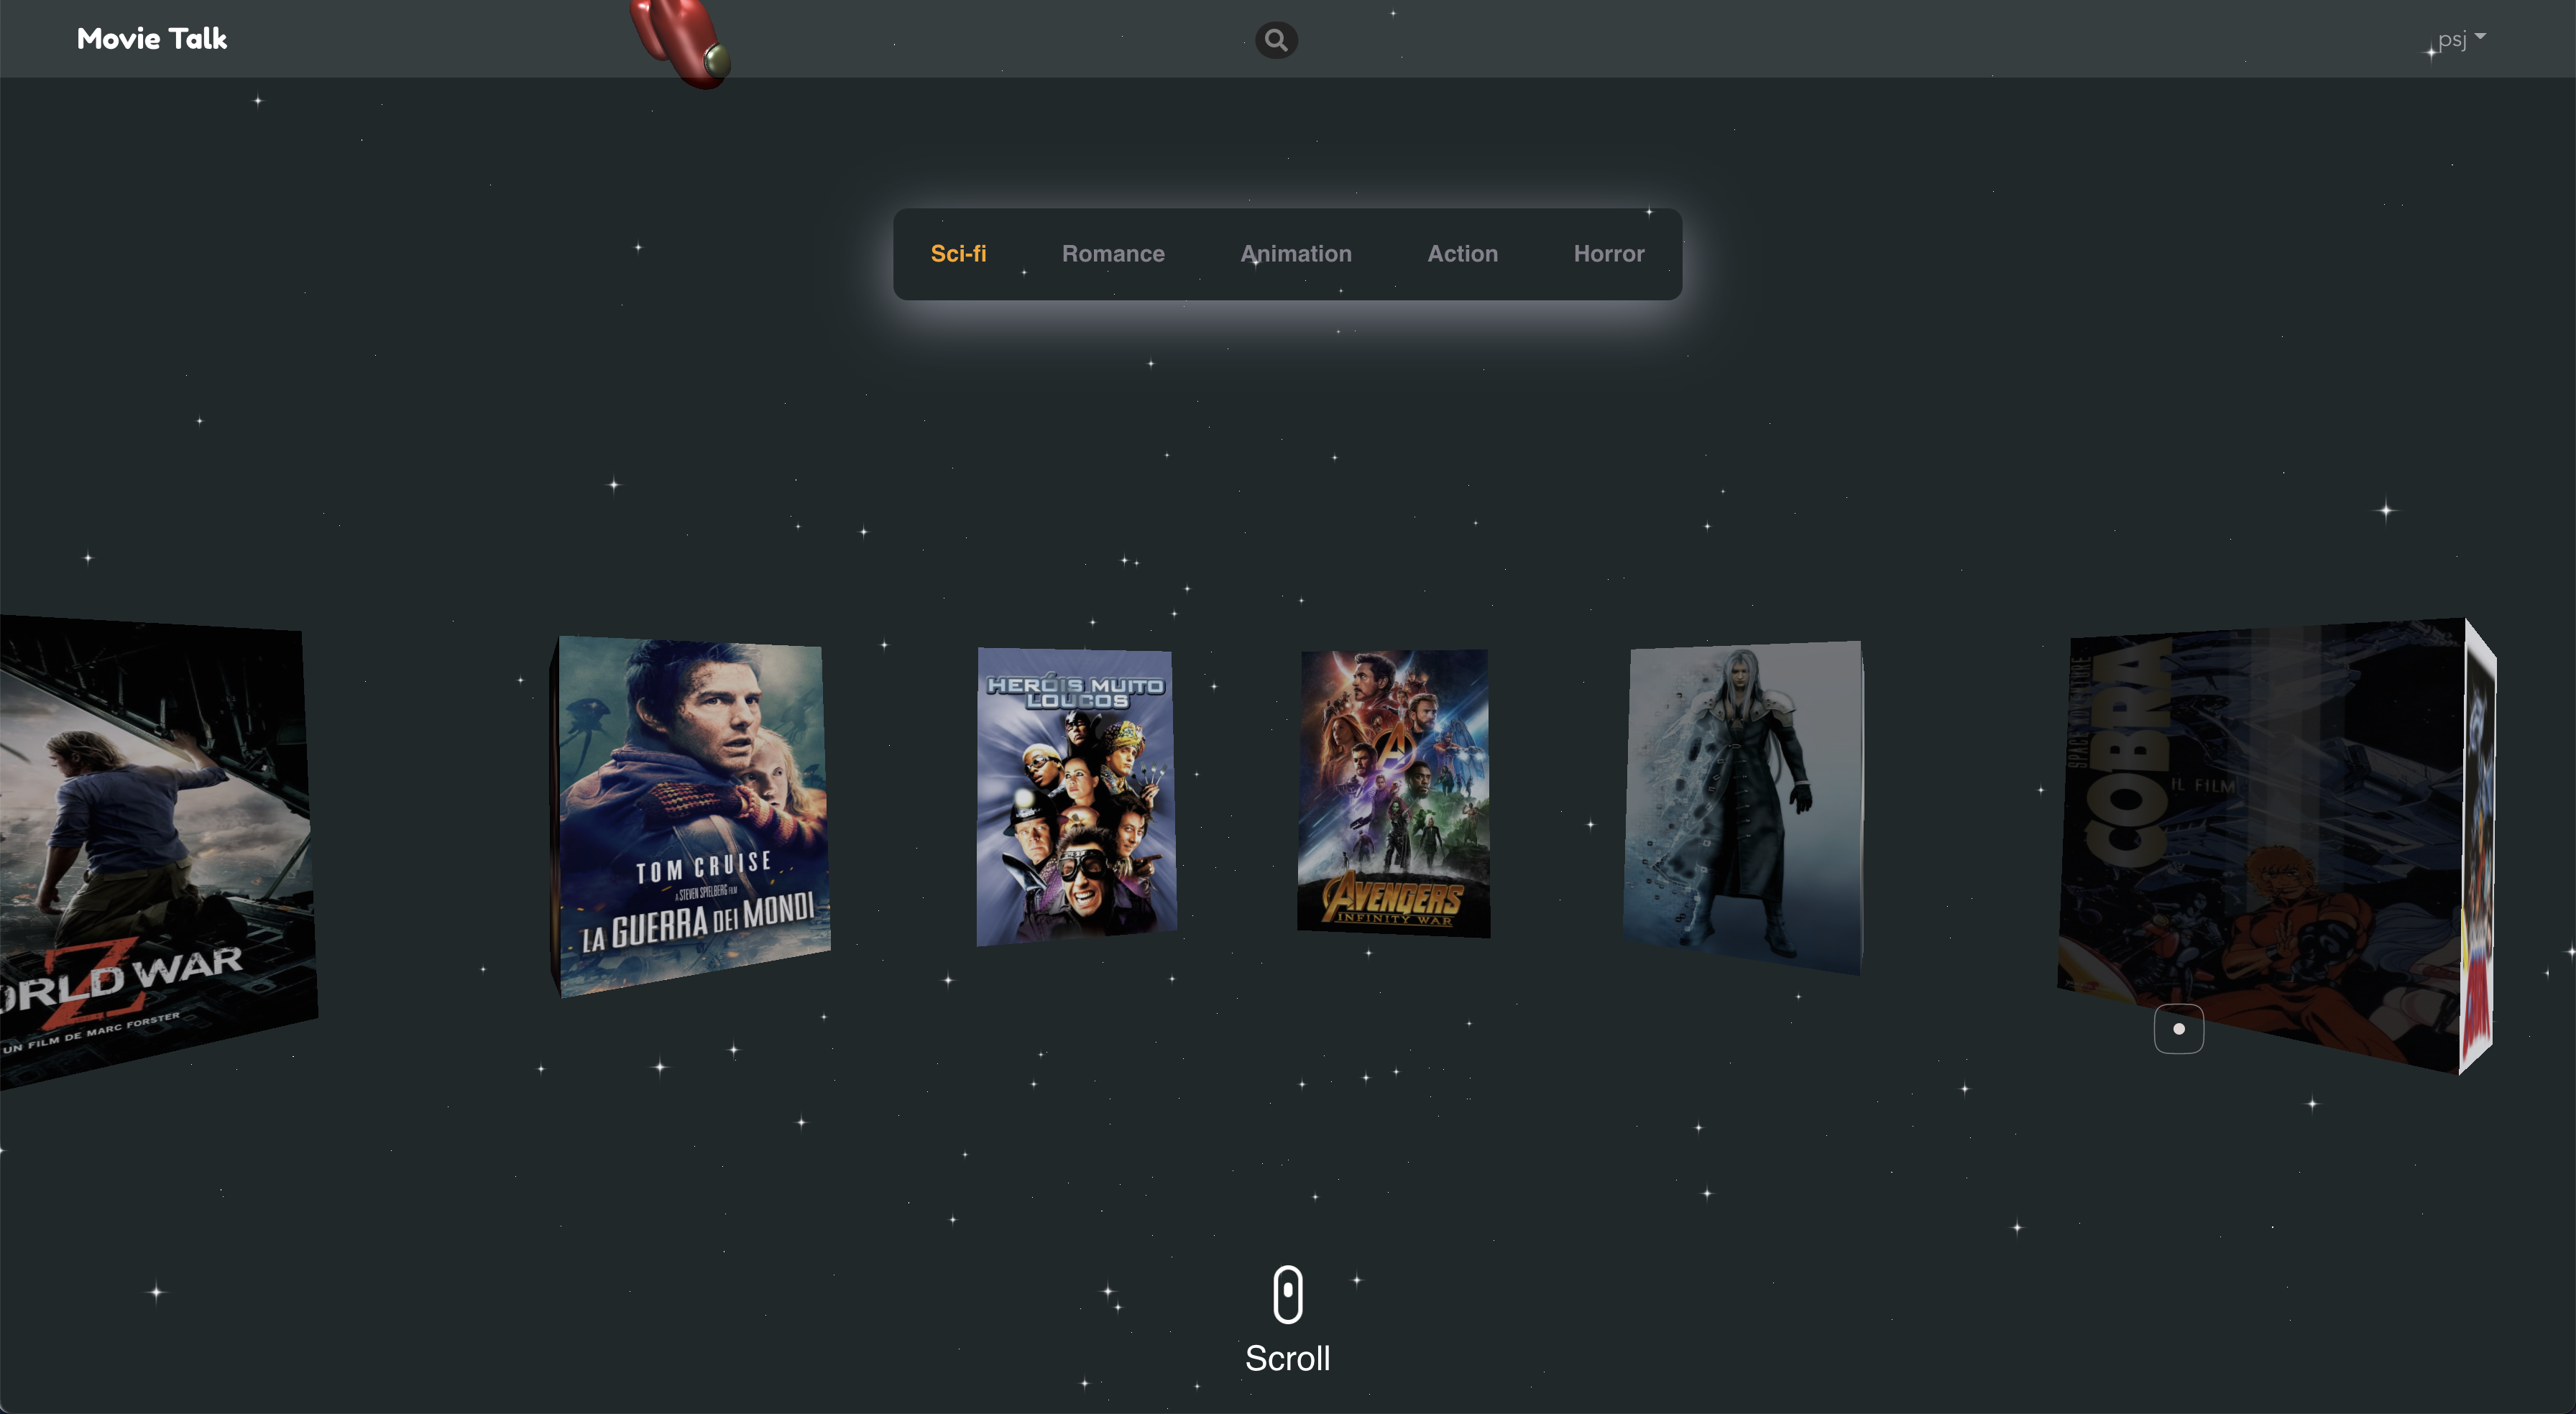 Movie Talk
psj
Sci-fi
Romance
Animation
Action
Horror
ORLD WAR
Z
UN FILM DE MARC FORSTER
TOM CRUISE
A STEVEN SPIELBERG FILM
LA GUERRA DEI MONDI
HERÓIS MUITO
LOUCOS
AVENGERS
INFINITY WAR
SPACE ADVENTURE
COBRA
IL FILM
Scroll